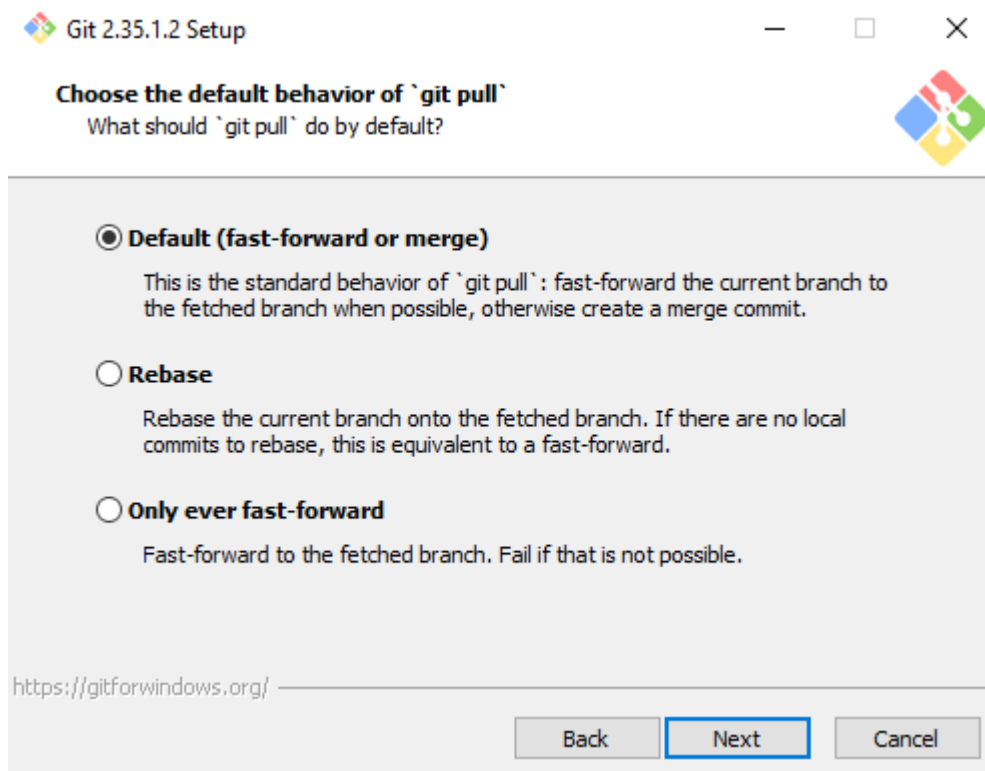 Git 2.35.1.2 Setup
Choose the default behavior of `git pull`
What should `git pull` do by default?
Default (fast-forward or merge)
This is the standard behavior of `git pull`: fast-forward the current branch to
the fetched branch when possible, otherwise create a merge commit.
Rebase
Rebase the current branch onto the fetched branch. If there are no local
commits to rebase, this is equivalent to a fast-forward.
Only ever fast-forward
Fast-forward to the fetched branch. Fail if that is not possible.
https://gitforwindows.org/
Back Next Cancel